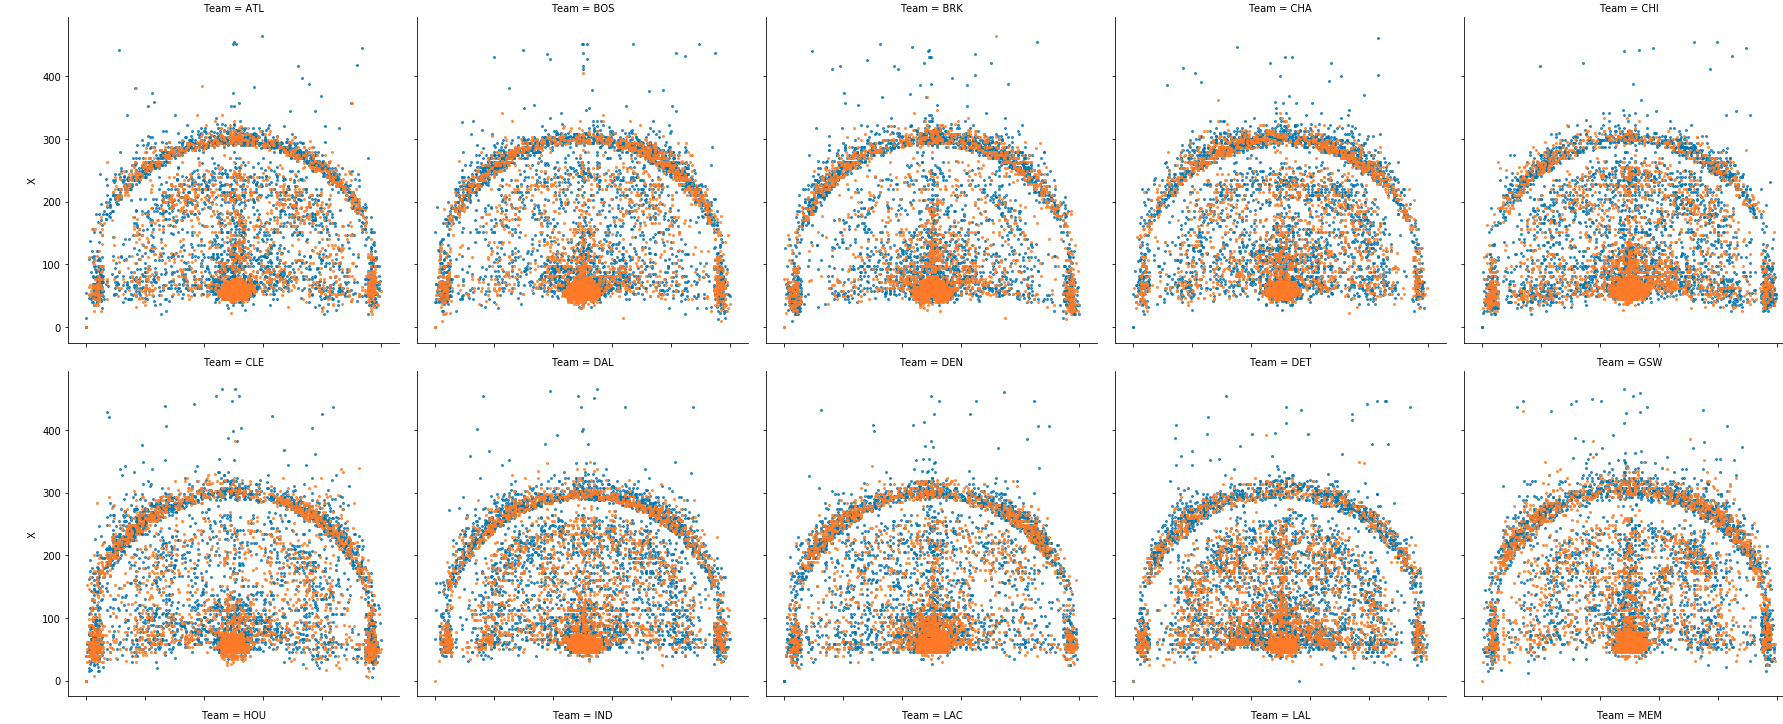 Team = ATL
Team = BOS
Team = BRK
Team = CHA
Team = CHI
400
300
200
100
0
X
Team = CLE
Team = DAL
Team = DEN
Team = DET
Team = GSW
400
300
200
100
0
X
Team = HOU
Team = IND
Team = LAC
Team = LAL
Team = MEM